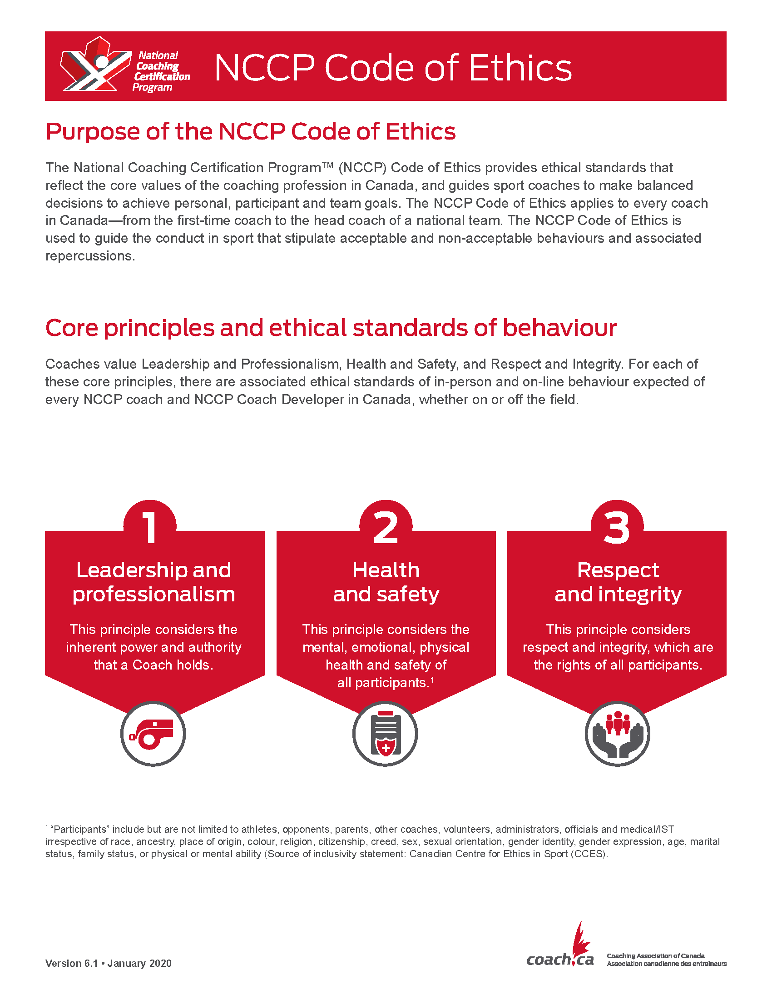 National
Coaching
Certification
Program
NCCP Code of Ethics
Purpose of the NCCP Code of Ethics
The National Coaching Certification Program™ (NCCP) Code of Ethics provides ethical standards that
reflect the core values of the coaching profession in Canada, and guides sport coaches to make balanced
decisions to achieve personal, participant and team goals. The NCCP Code of Ethics applies to every coach
in Canada—from the first-time coach to the head coach of a national team. The NCCP Code of Ethics is
used to guide the conduct in sport that stipulate acceptable and non-acceptable behaviours and associated
repercussions.
Core principles and ethical standards of behaviour
Coaches value Leadership and Professionalism, Health and Safety, and Respect and Integrity. For each of
these core principles, there are associated ethical standards of in-person and on-line behaviour expected of
every NCCP coach and NCCP Coach Developer in Canada, whether on or off the field.
1
Leadership and
professionalism
This principle considers the
inherent power and authority
that a Coach holds.
2
Health
and safety
This principle considers the
mental, emotional, physical
health and safety of
all participants.¹
3
Respect
and integrity
This principle considers
respect and integrity, which are
the rights of all participants.
¹ “Participants” include but are not limited to athletes, opponents, parents, other coaches, volunteers, administrators, officials and medical/IST
irrespective of race, ancestry, place of origin, colour, religion, citizenship, creed, sex, sexual orientation, gender identity, gender expression, age, marital
status, family status, or physical or mental ability (Source of inclusivity statement: Canadian Centre for Ethics in Sport (CCES).
Version 6.1 • January 2020
coach.ca
Coaching Association of Canada
Association canadienne des entraîneurs